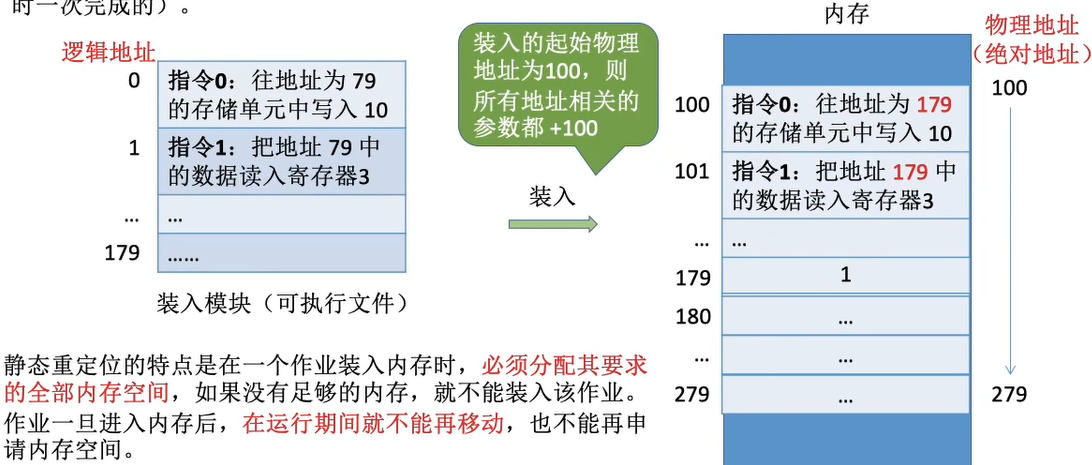 时一次完成的）。
逻辑地址
0
指令0：往地址为 79
的存储单元中写入 10
1
指令1：把地址 79 中
的数据读入寄存器3
...
...
179
......
装入模块（可执行文件）
装入的起始物理
地址为100，则
所有地址相关的
参数都 +100
装入
内存
物理地址
（绝对地址）
100
指令0：往地址为 179
的存储单元中写入 10
100
101
指令1：把地址 179 中
的数据读入寄存器3
...
...
179
1
180
...
...
...
279
...
279
静态重定位的特点是在一个作业装入内存时，必须分配其要求
的全部内存空间，如果没有足够的内存，就不能装入该作业。
作业一旦进入内存后，在运行期间就不能再移动，也不能再申
请内存空间。